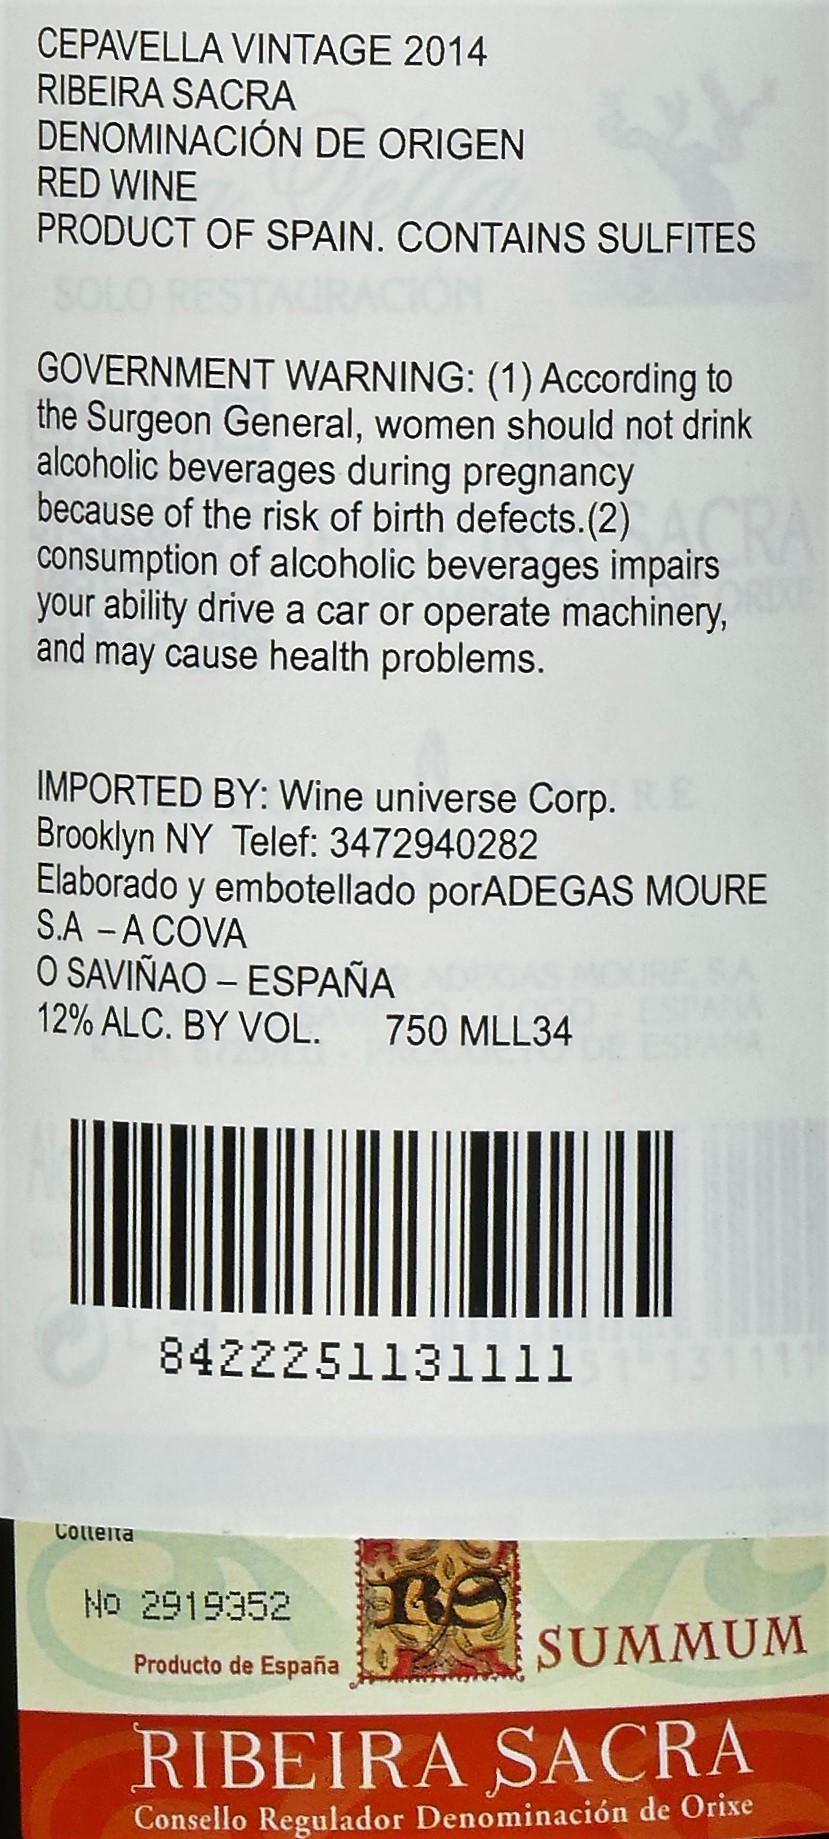 CEPAVELLA VINTAGE 2014
RIBEIRA SACRA
DENOMINACIÓN DE ORIGEN
RED WINE
PRODUCT OF SPAIN. CONTAINS SULFITES
SOLO RESTAURACIÓN
GOVERNMENT WARNING: (1) According to
the Surgeon General, women should not drink
alcoholic beverages during pregnancy
because of the risk of birth defects.(2)
consumption of alcoholic beverages impairs
your ability drive a car or operate machinery,
and may cause health problems.
IMPORTED BY: Wine universe Corp.
Brooklyn NY Telef: 3472940282
Elaborado y embotellado porADEGAS MOURE
S.A – A COVA
O SAVIÑAO – ESPAÑA
12% ALC. BY VOL. 750 MLL34
8422251131111
Colleita
No 2919352
Producto de España
RS
SUMMUM
RIBEIRA SACRA
Consello Regulador Denominación de Orixe